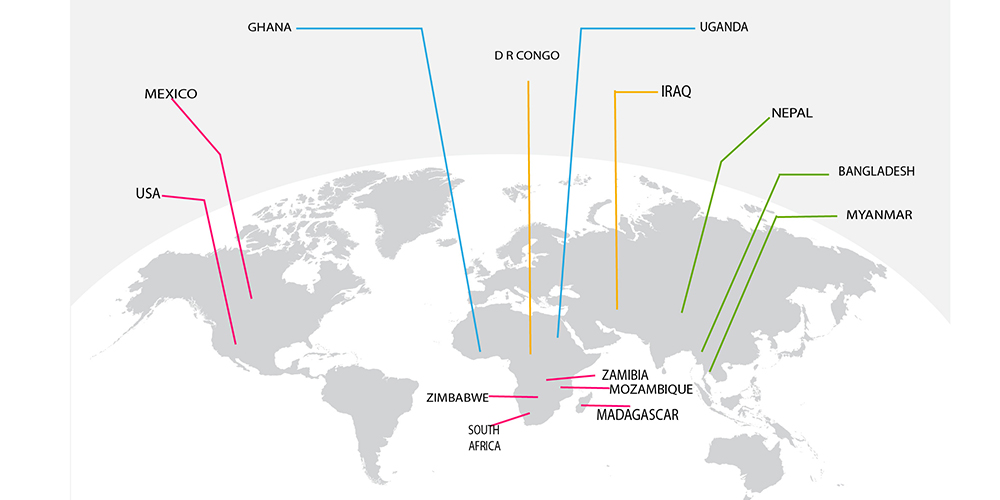 GHANA
UGANDA
D R CONGO
MEXICO
IRAQ
NEPAL
BANGLADESH
USA
MYANMAR
ZAMIBIA
MOZAMBIQUE
ZIMBABWE
MADAGASCAR
SOUTH
AFRICA